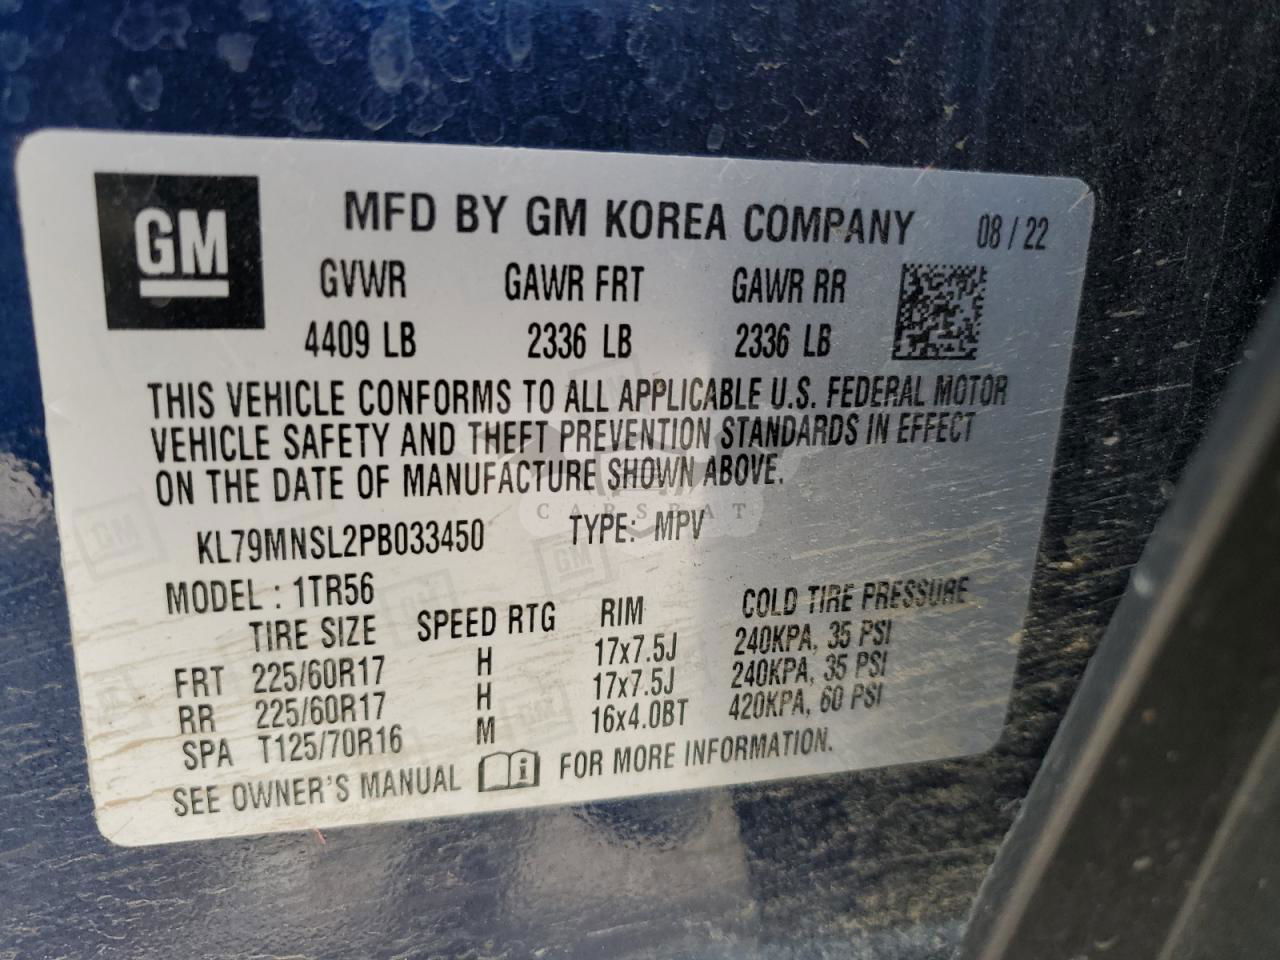 GM
MFD BY GM KOREA COMPANY 08 / 22
GVWR GAWR FRT GAWR RR
4409 LB 2336 LB 2336 LB
THIS VEHICLE CONFORMS TO ALL APPLICABLE U.S. FEDERAL MOTOR
VEHICLE SAFETY AND THEFT PREVENTION STANDARDS IN EFFECT
ON THE DATE OF MANUFACTURE SHOWN ABOVE.
CARSBAT
KL79MNSL2PB033450 TYPE: MPV
MODEL : 1TR56
TIRE SIZE SPEED RTG RIM COLD TIRE PRESSURE
FRT 225/60R17 H 17x7.5J 240KPA, 35 PSI
RR 225/60R17 H 17x7.5J 240KPA, 35 PSI
SPA T125/70R16 M 16x4.0BT 420KPA, 60 PSI
SEE OWNER'S MANUAL i FOR MORE INFORMATION.